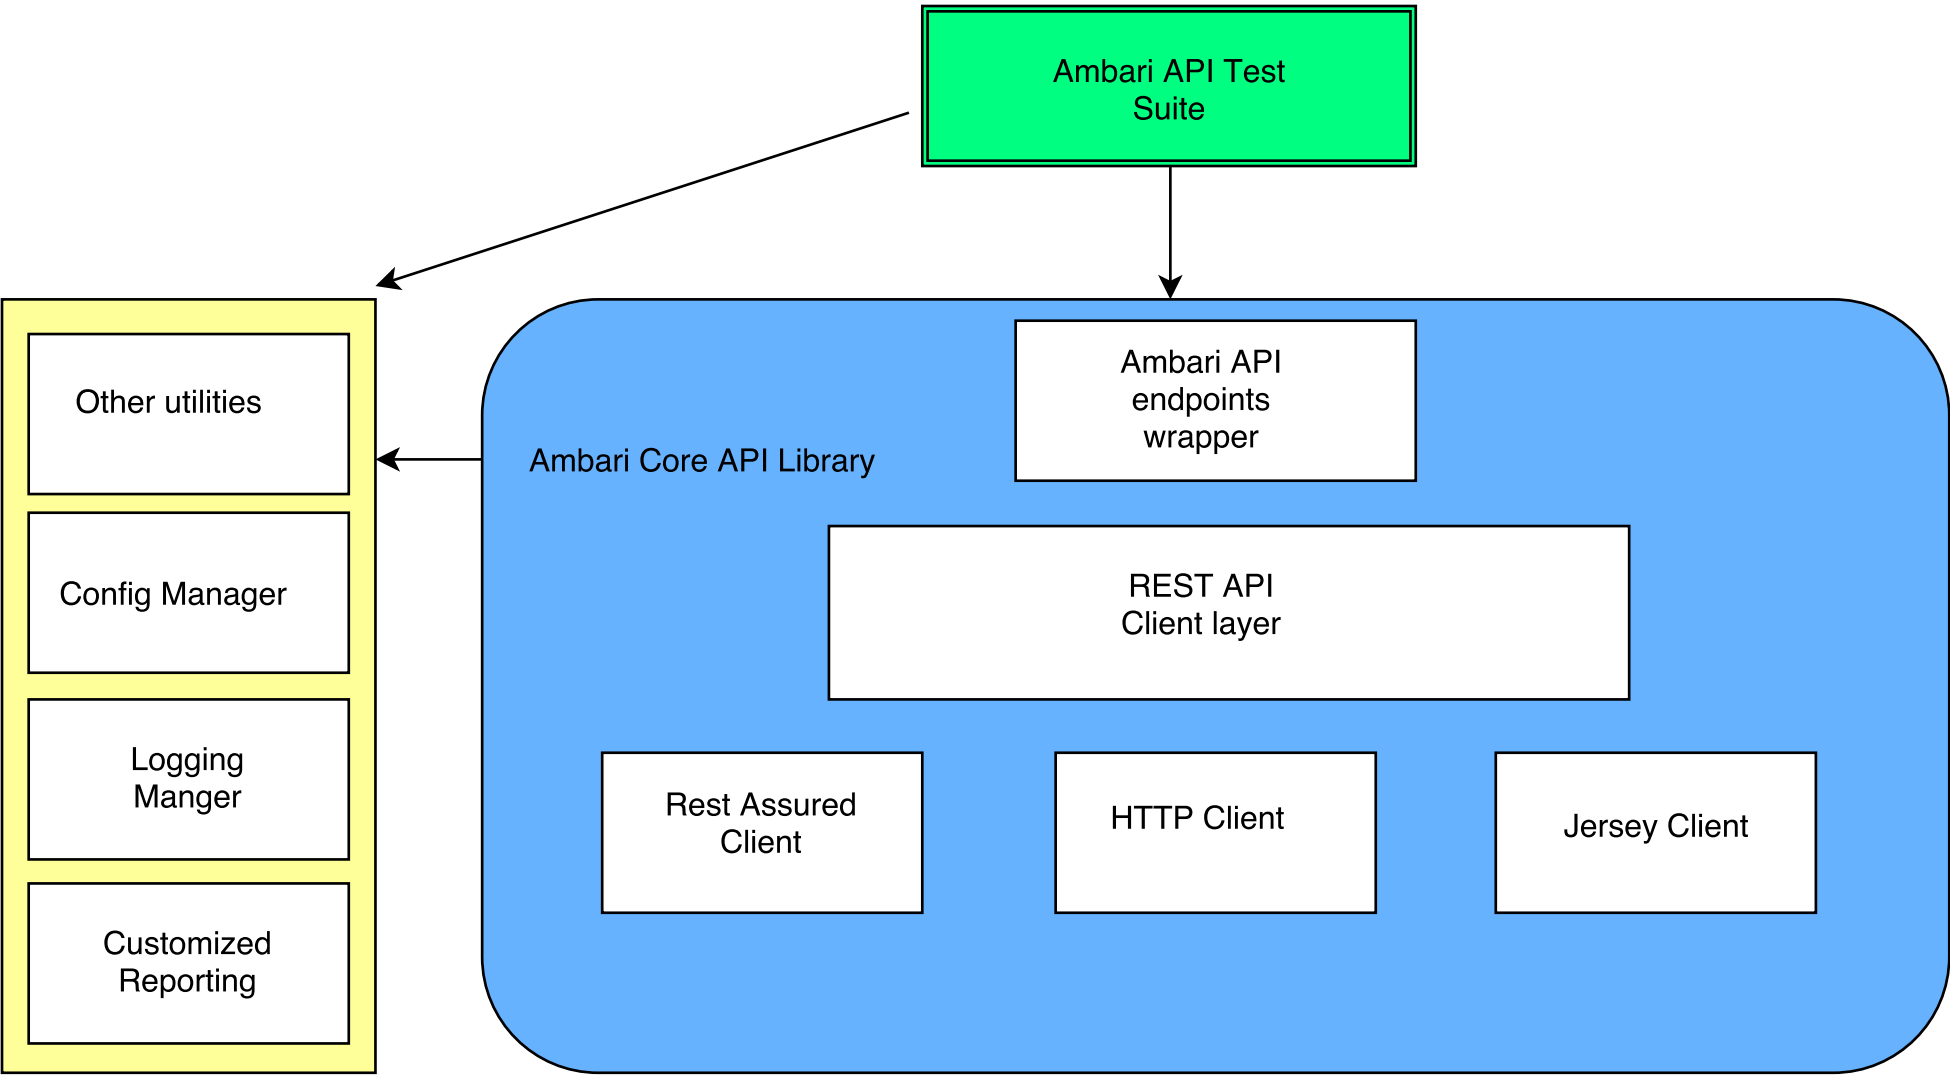 Ambari API Test
Suite
Other utilities
Config Manager
Logging
Manger
Customized
Reporting
Ambari Core API Library
Ambari API
endpoints
wrapper
REST API
Client layer
Rest Assured
Client
HTTP Client
Jersey Client